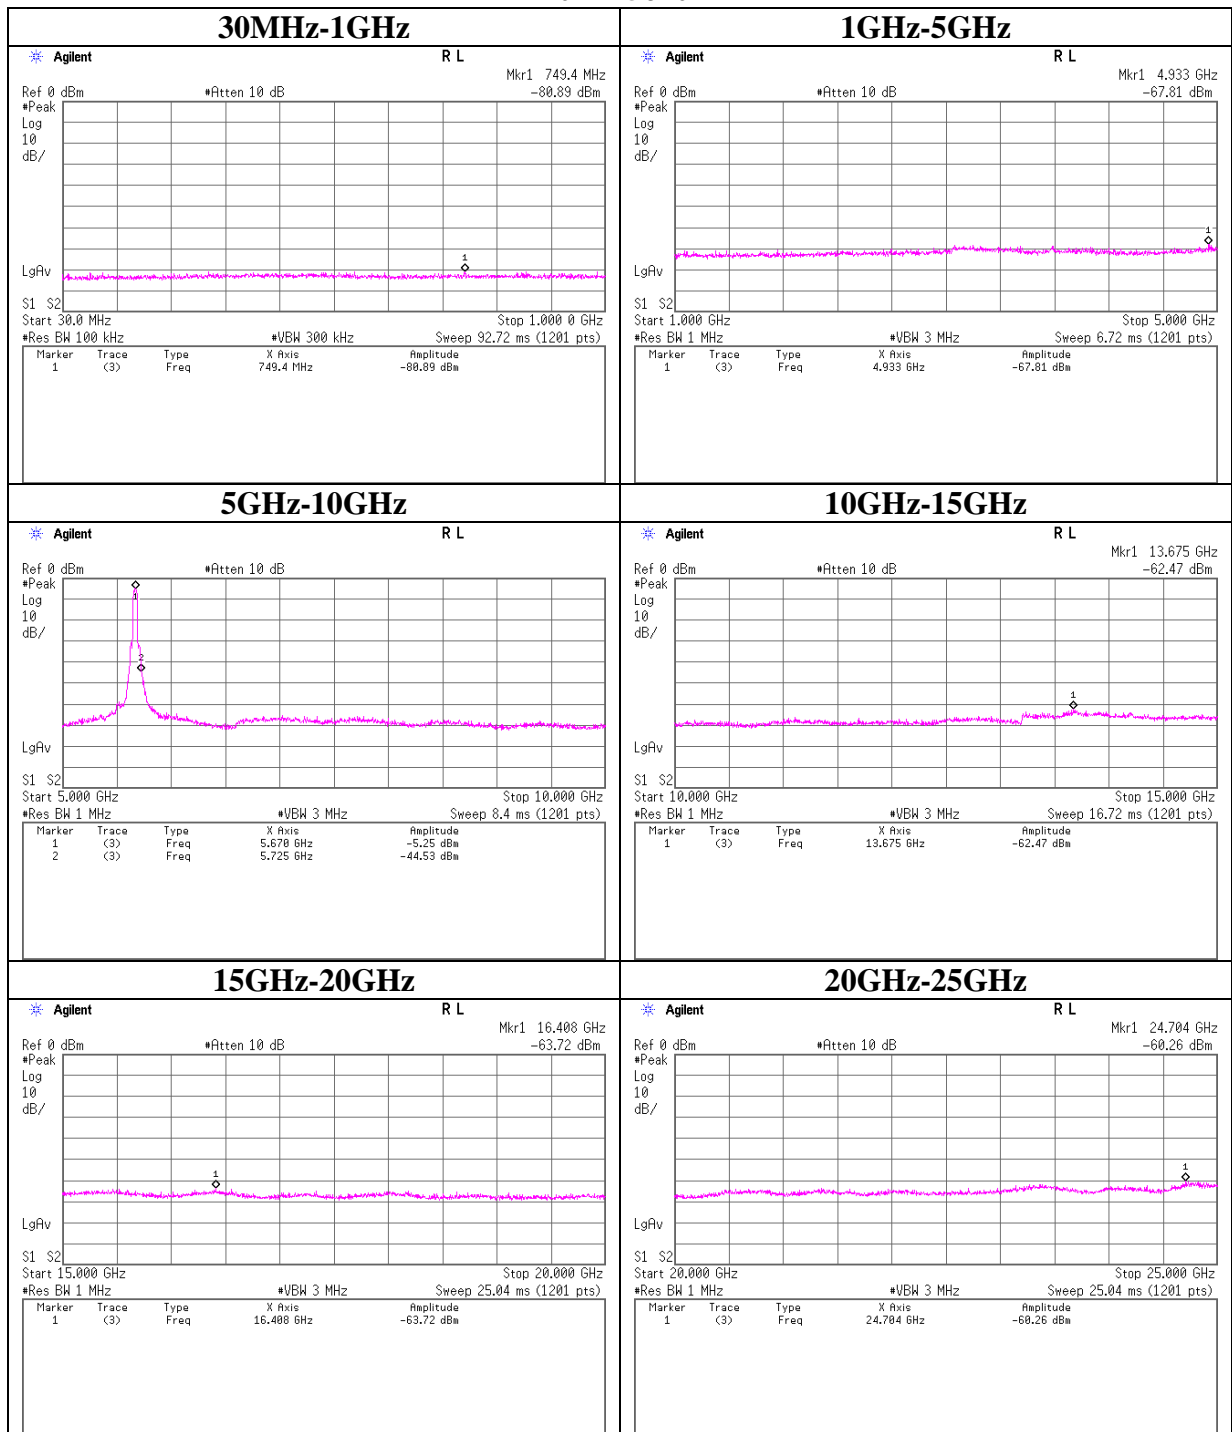 30MHz-1GHz
Agilent R L
Mkr1 749.4 MHz
Ref 0 dBm #Atten 10 dB -80.89 dBm
#Peak
Log
10
dB/
1
LgAv
S1 S2
Start 30.0 MHz Stop 1.000 0 GHz
#Res BW 100 kHz #VBW 300 kHz Sweep 92.72 ms (1201 pts)
Marker Trace Type X Axis Amplitude
1 (3) Freq 749.4 MHz -80.89 dBm
1GHz-5GHz
Agilent R L
Mkr1 4.933 GHz
Ref 0 dBm #Atten 10 dB -67.81 dBm
#Peak
Log
10
dB/
1
LgAv
S1 S2
Start 1.000 GHz Stop 5.000 GHz
#Res BW 1 MHz #VBW 3 MHz Sweep 6.72 ms (1201 pts)
Marker Trace Type X Axis Amplitude
1 (3) Freq 4.933 GHz -67.81 dBm
5GHz-10GHz
Agilent R L
Ref 0 dBm #Atten 10 dB
#Peak
Log
10
dB/
1
2
LgAv
S1 S2
Start 5.000 GHz Stop 10.000 GHz
#Res BW 1 MHz #VBW 3 MHz Sweep 8.4 ms (1201 pts)
Marker Trace Type X Axis Amplitude
1 (3) Freq 5.670 GHz -5.25 dBm
2 (3) Freq 5.725 GHz -44.53 dBm
10GHz-15GHz
Agilent R L
Mkr1 13.675 GHz
Ref 0 dBm #Atten 10 dB -62.47 dBm
#Peak
Log
10
dB/
1
LgAv
S1 S2
Start 10.000 GHz Stop 15.000 GHz
#Res BW 1 MHz #VBW 3 MHz Sweep 16.72 ms (1201 pts)
Marker Trace Type X Axis Amplitude
1 (3) Freq 13.675 GHz -62.47 dBm
15GHz-20GHz
Agilent R L
Mkr1 16.408 GHz
Ref 0 dBm #Atten 10 dB -63.72 dBm
#Peak
Log
10
dB/
1
LgAv
S1 S2
Start 15.000 GHz Stop 20.000 GHz
#Res BW 1 MHz #VBW 3 MHz Sweep 25.04 ms (1201 pts)
Marker Trace Type X Axis Amplitude
1 (3) Freq 16.408 GHz -63.72 dBm
20GHz-25GHz
Agilent R L
Mkr1 24.704 GHz
Ref 0 dBm #Atten 10 dB -60.26 dBm
#Peak
Log
10
dB/
1
LgAv
S1 S2
Start 20.000 GHz Stop 25.000 GHz
#Res BW 1 MHz #VBW 3 MHz Sweep 25.04 ms (1201 pts)
Marker Trace Type X Axis Amplitude
1 (3) Freq 24.704 GHz -60.26 dBm